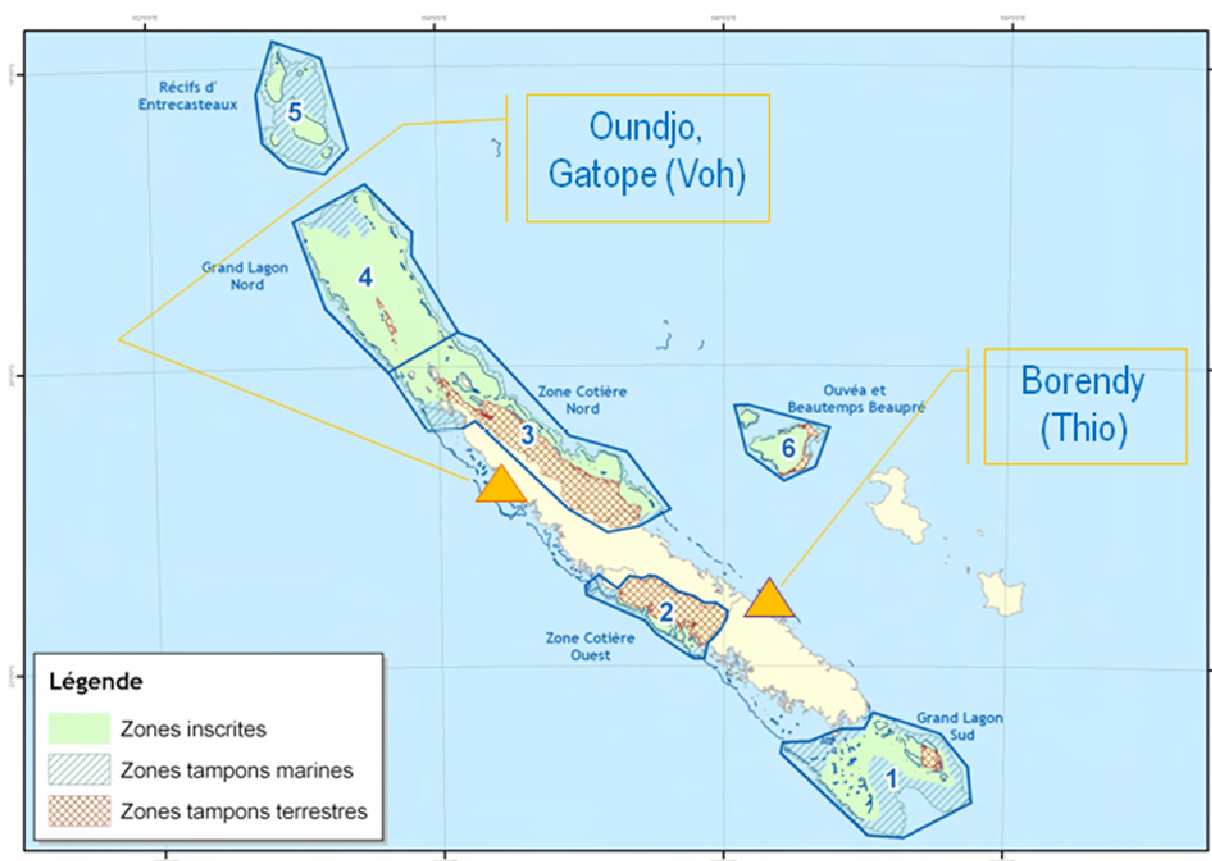 Récifs d'
Entrecasteaux
5
Oundjo,
Gatope (Voh)
Grand Lagon
Nord
4
Zone Cotière
Nord
3
Ouvéa et
Beautemps Beaupré
6
Borendy
(Thio)
2
Zone Cotière
Ouest
Grand Lagon
Sud
1
Légende
Zones inscrites
Zones tampons marines
Zones tampons terrestres